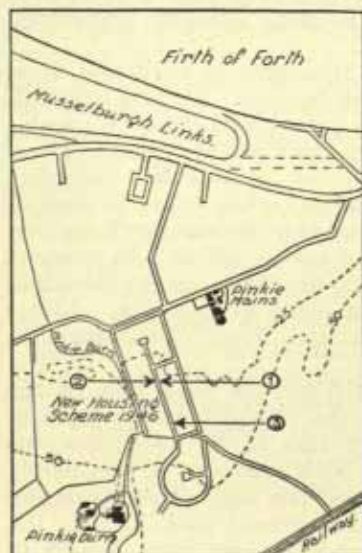 Firth of Forth
Musselburgh Links.
Pinkie
Mains
25
50
Pinkie Burn
2
1
New Housing
Scheme 1946
3
50
Pinkieburn
Railway.